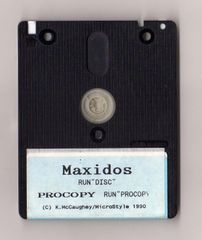 Maxidos
RUN"DISC"
PROCOPY RUN"PROCOPY
(C) K.McCaughey/MicroStyle 1990